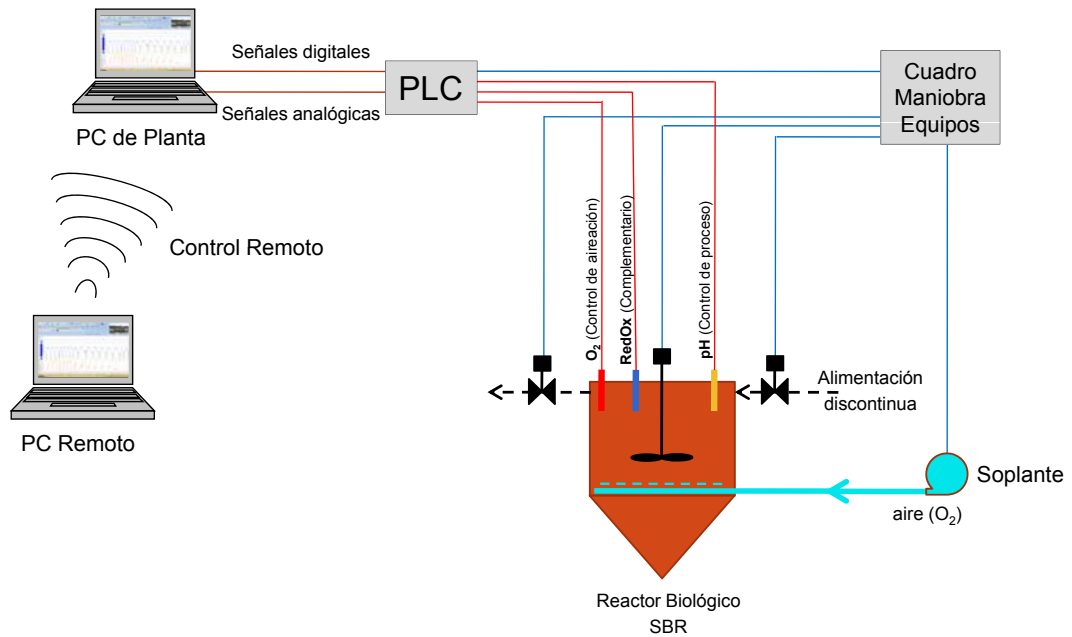 Señales digitales
PLC
Cuadro
Maniobra
Equipos
Señales analógicas
PC de Planta
Control Remoto
O₂ (Control de aireación)
RedOx (Complementario)
pH (Control de proceso)
PC Remoto
Alimentación
discontinua
Soplante
aire (O₂)
Reactor Biológico
SBR